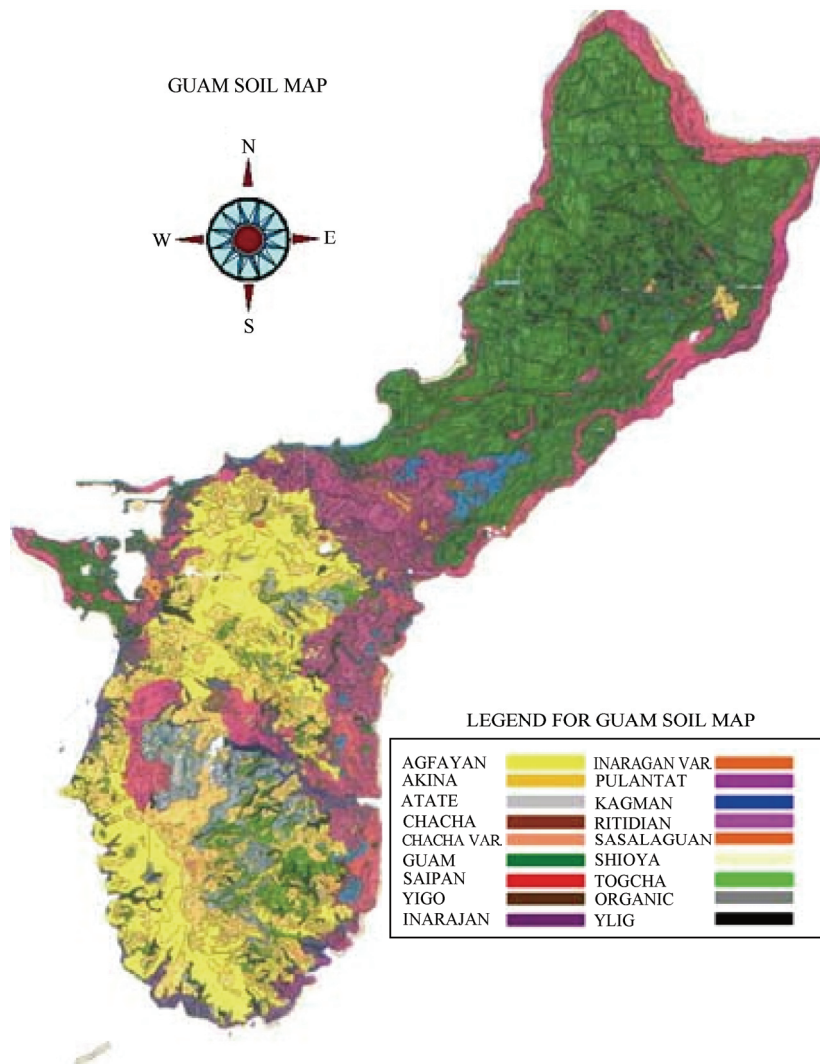 GUAM SOIL MAP
N
W E
S
LEGEND FOR GUAM SOIL MAP
AGFAYAN INARAGAN VAR.
AKINA PULANTAT
ATATE KAGMAN
CHACHA RITIDIAN
CHACHA VAR. SASALAGUAN
GUAM SHIOYA
SAIPAN TOGCHA
YIGO ORGANIC
INARAJAN YLIG